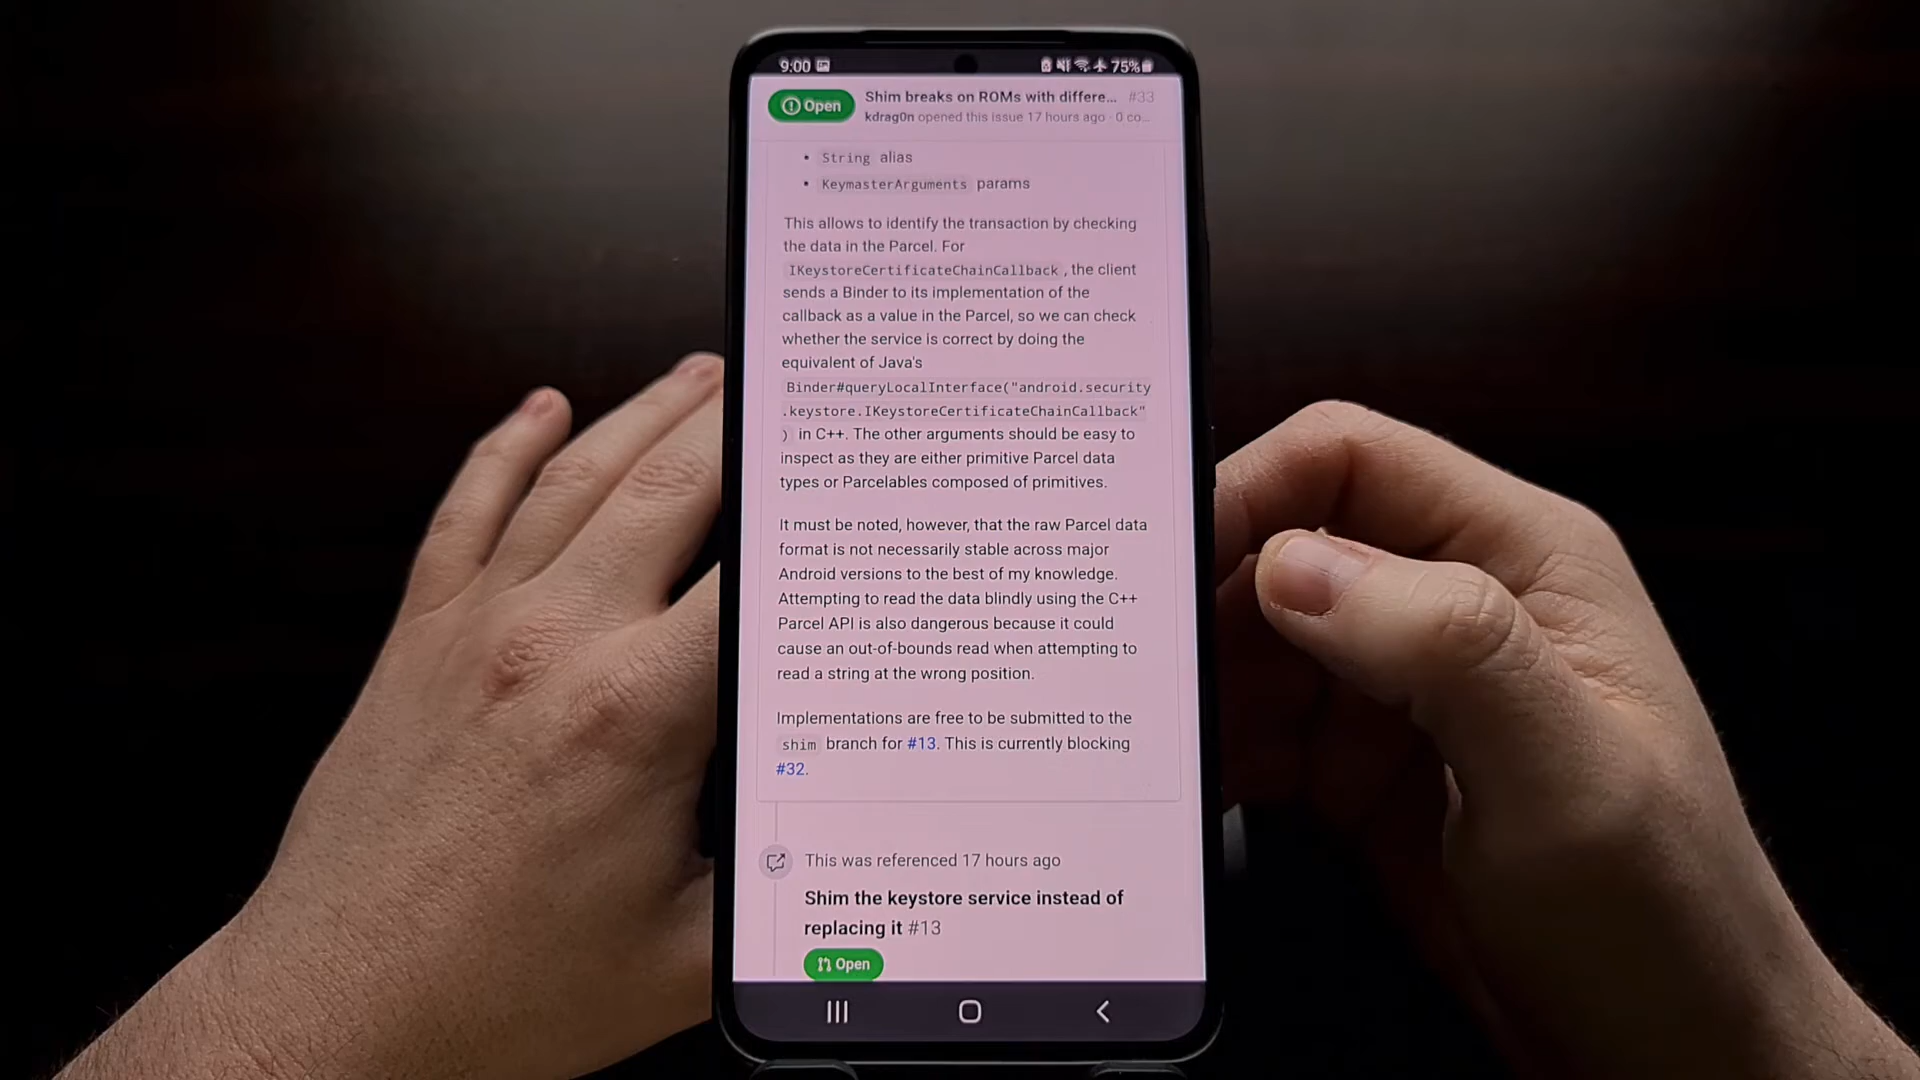 9:00 75%
Open Shim breaks on ROMs with differe... #33
kdrag0n opened this issue 17 hours ago · 0 co...
• String alias
• KeymasterArguments params
This allows to identify the transaction by checking
the data in the Parcel. For
IKeystoreCertificateChainCallback , the client
sends a Binder to its implementation of the
callback as a value in the Parcel, so we can check
whether the service is correct by doing the
equivalent of Java's
Binder#queryLocalInterface("android.security
.keystore.IKeystoreCertificateChainCallback"
) in C++. The other arguments should be easy to
inspect as they are either primitive Parcel data
types or Parcelables composed of primitives.
It must be noted, however, that the raw Parcel data
format is not necessarily stable across major
Android versions to the best of my knowledge.
Attempting to read the data blindly using the C++
Parcel API is also dangerous because it could
cause an out-of-bounds read when attempting to
read a string at the wrong position.
Implementations are free to be submitted to the
shim branch for #13. This is currently blocking
#32.
This was referenced 17 hours ago
Shim the keystore service instead of
replacing it #13
Open